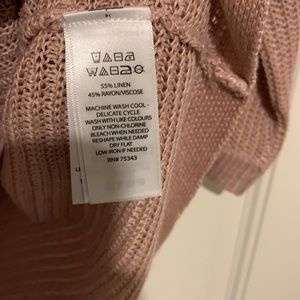 55% LINEN
45% RAYON/VISCOSE
MACHINE WASH COOL -
DELICATE CYCLE
WASH WITH LIKE COLOURS
ONLY NON-CHLORINE
BLEACH WHEN NEEDED
RESHAPE WHILE DAMP
DRY FLAT
LOW IRON IF NEEDED
RN# 75343